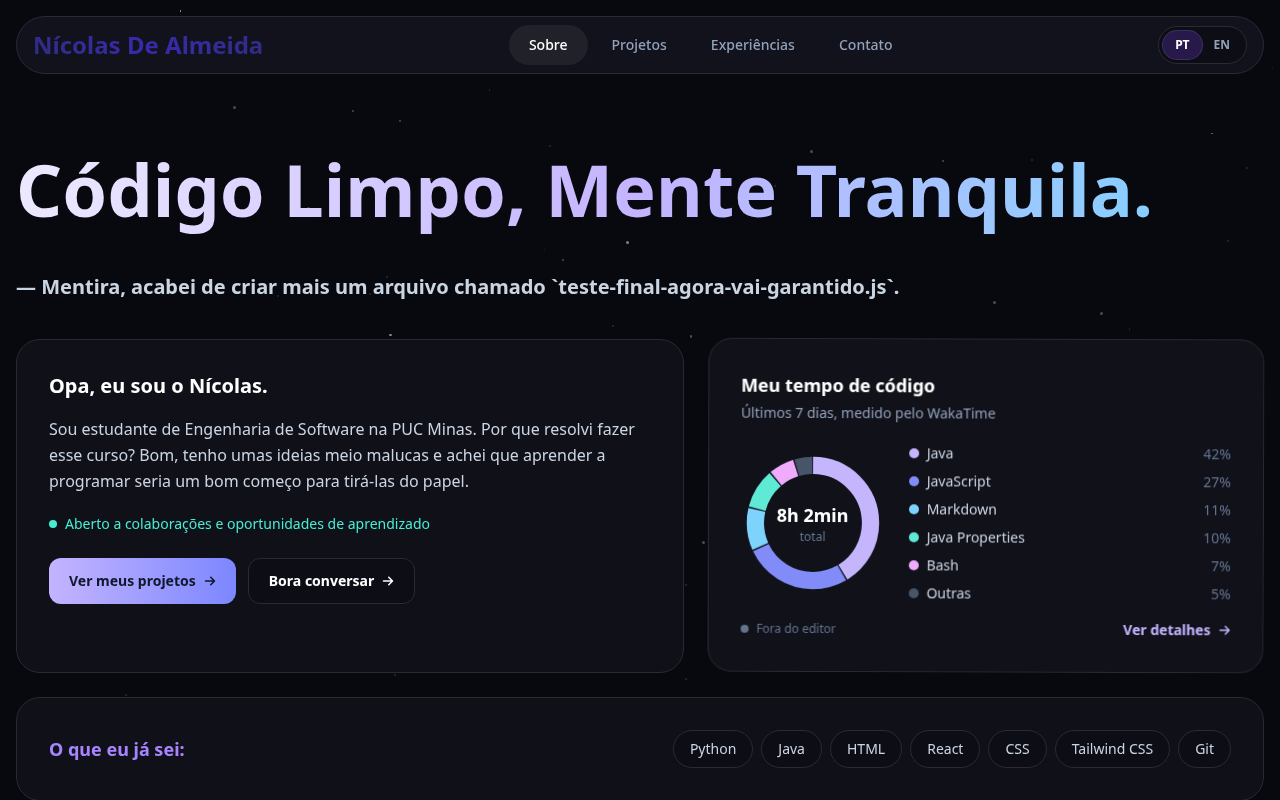 Nícolas De Almeida
Sobre
Projetos
Experiências
Contato
PT
EN
Código Limpo, Mente Tranquila.
— Mentira, acabei de criar mais um arquivo chamado `teste-final-agora-vai-garantido.js`.
Opa, eu sou o Nícolas.
Sou estudante de Engenharia de Software na PUC Minas. Por que resolvi fazer
esse curso? Bom, tenho umas ideias meio malucas e achei que aprender a
programar seria um bom começo para tirá-las do papel.
Aberto a colaborações e oportunidades de aprendizado
Ver meus projetos →
Bora conversar →
Meu tempo de código
Últimos 7 dias, medido pelo WakaTime
8h 2min
total
Java 42%
JavaScript 27%
Markdown 11%
Java Properties 10%
Bash 7%
Outras 5%
Fora do editor
Ver detalhes →
O que eu já sei:
Python
Java
HTML
React
CSS
Tailwind CSS
Git